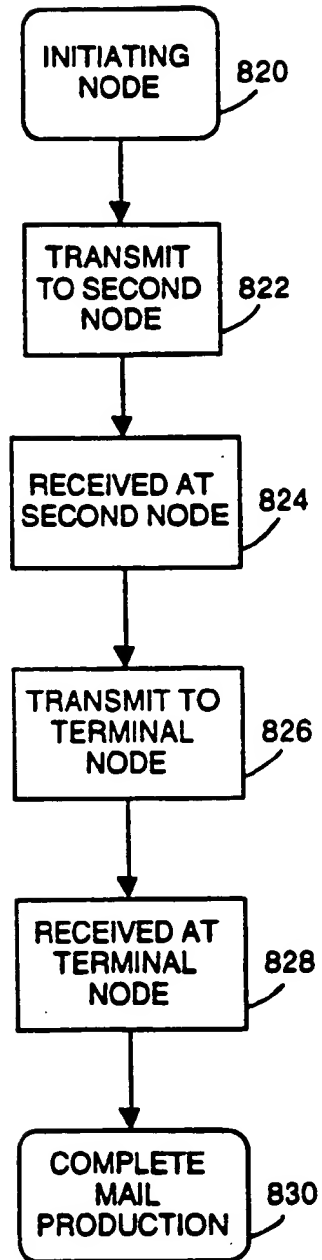 INITIATING
NODE
820
TRANSMIT
TO SECOND
NODE
822
RECEIVED AT
SECOND NODE
824
TRANSMIT TO
TERMINAL
NODE
826
RECEIVED AT
TERMINAL
NODE
828
COMPLETE
MAIL
PRODUCTION
830